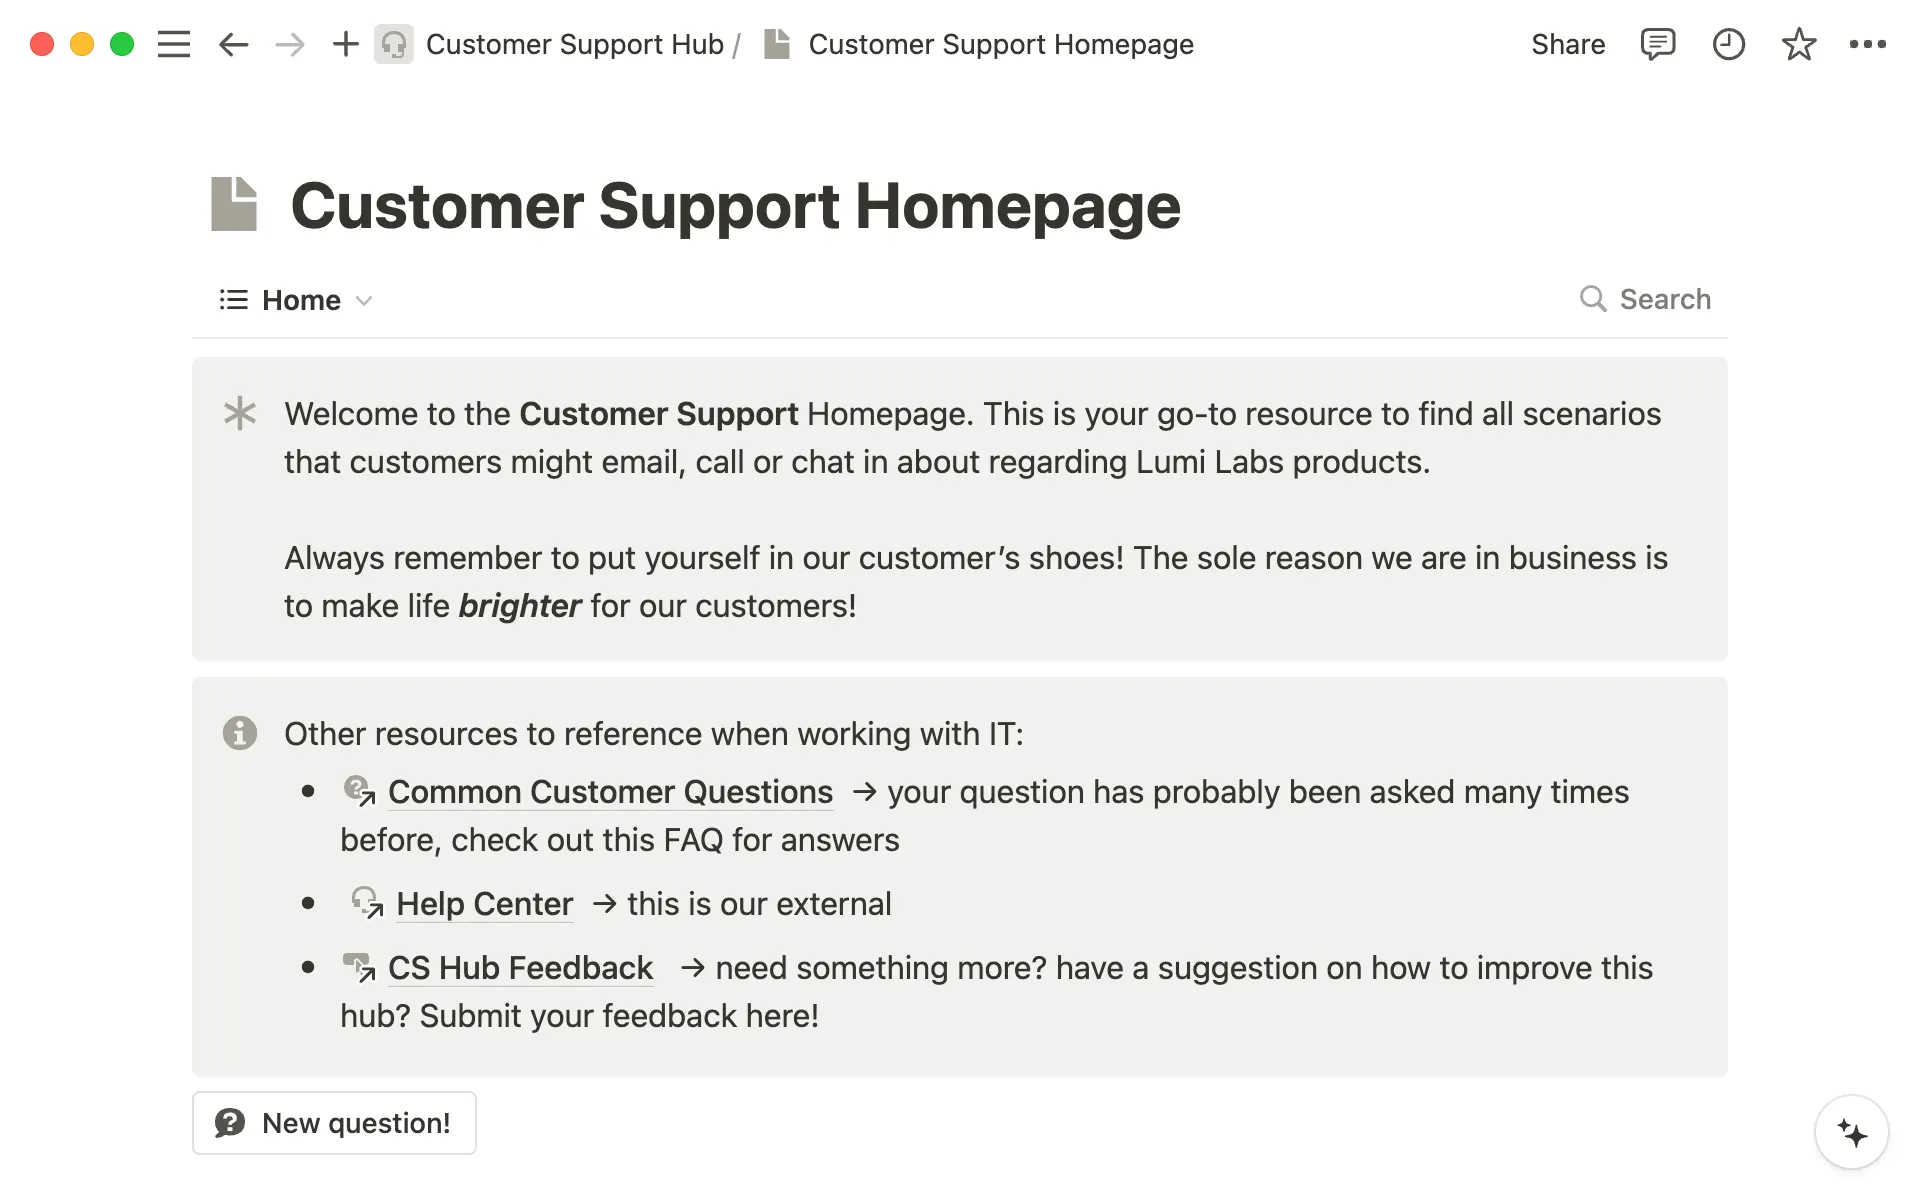 Customer Support Hub / Customer Support Homepage Share
Customer Support Homepage
Home Search
Welcome to the Customer Support Homepage. This is your go-to resource to find all scenarios
that customers might email, call or chat in about regarding Lumi Labs products.
Always remember to put yourself in our customer’s shoes! The sole reason we are in business is
to make life brighter for our customers!
Other resources to reference when working with IT:
• Common Customer Questions → your question has probably been asked many times
before, check out this FAQ for answers
• Help Center → this is our external
• CS Hub Feedback → need something more? have a suggestion on how to improve this
hub? Submit your feedback here!
New question!